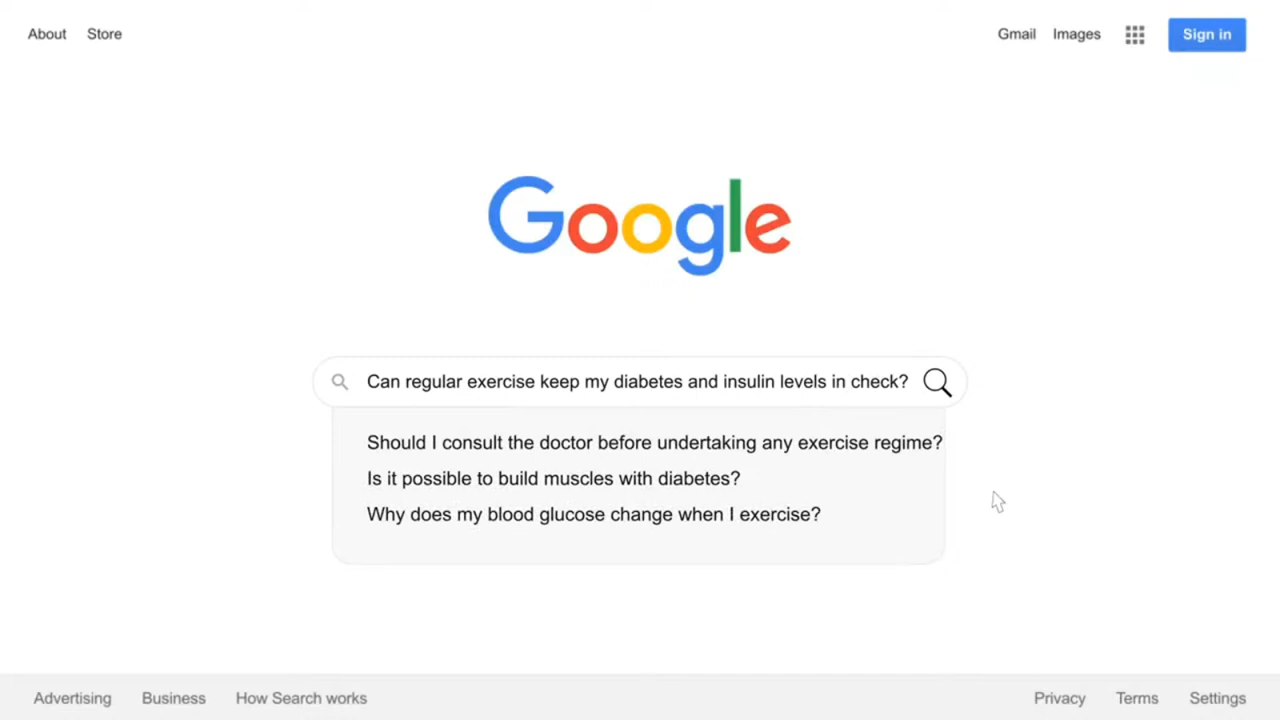 About Store Gmail Images Sign in
Google
Can regular exercise keep my diabetes and insulin levels in check?
Should I consult the doctor before undertaking any exercise regime?
Is it possible to build muscles with diabetes?
Why does my blood glucose change when I exercise?
Advertising Business How Search works Privacy Terms Settings